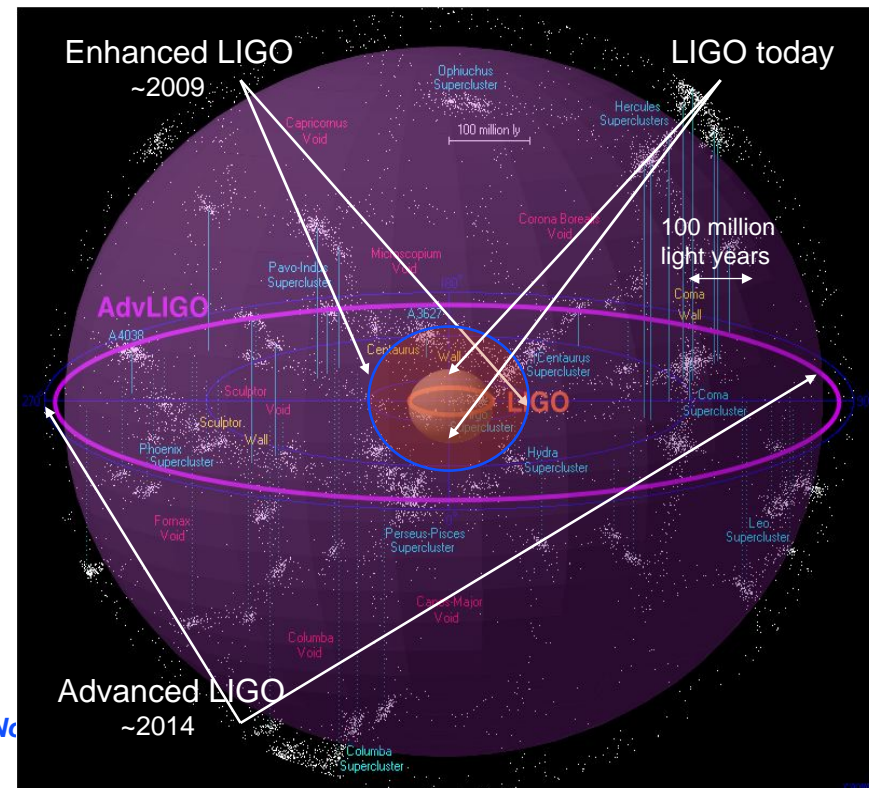 Enhanced LIGO
~2009
LIGO today
Ophiuchus
Supercluster
Hercules
Superclusters
Capricornus
Void
100 million ly
Corona Borealis
Void
100 million
light years
Microscopium
Void
Pavo-Indus
Supercluster
180°
Coma
Wall
AdvLIGO
A3627
A4038
Centaurus
Wall
Centaurus
Supercluster
270
90
Sculptor
Void
LIGO
Coma
Supercluster
Sculptor
Wall
Phoenix
Supercluster
Hydra
Supercluster
Fornax
Void
Perseus-Pisces
Supercluster
Leo
Supercluster
Canis Major
Void
Columba
Void
Advanced LIGO
~2014
Columba
Supercluster